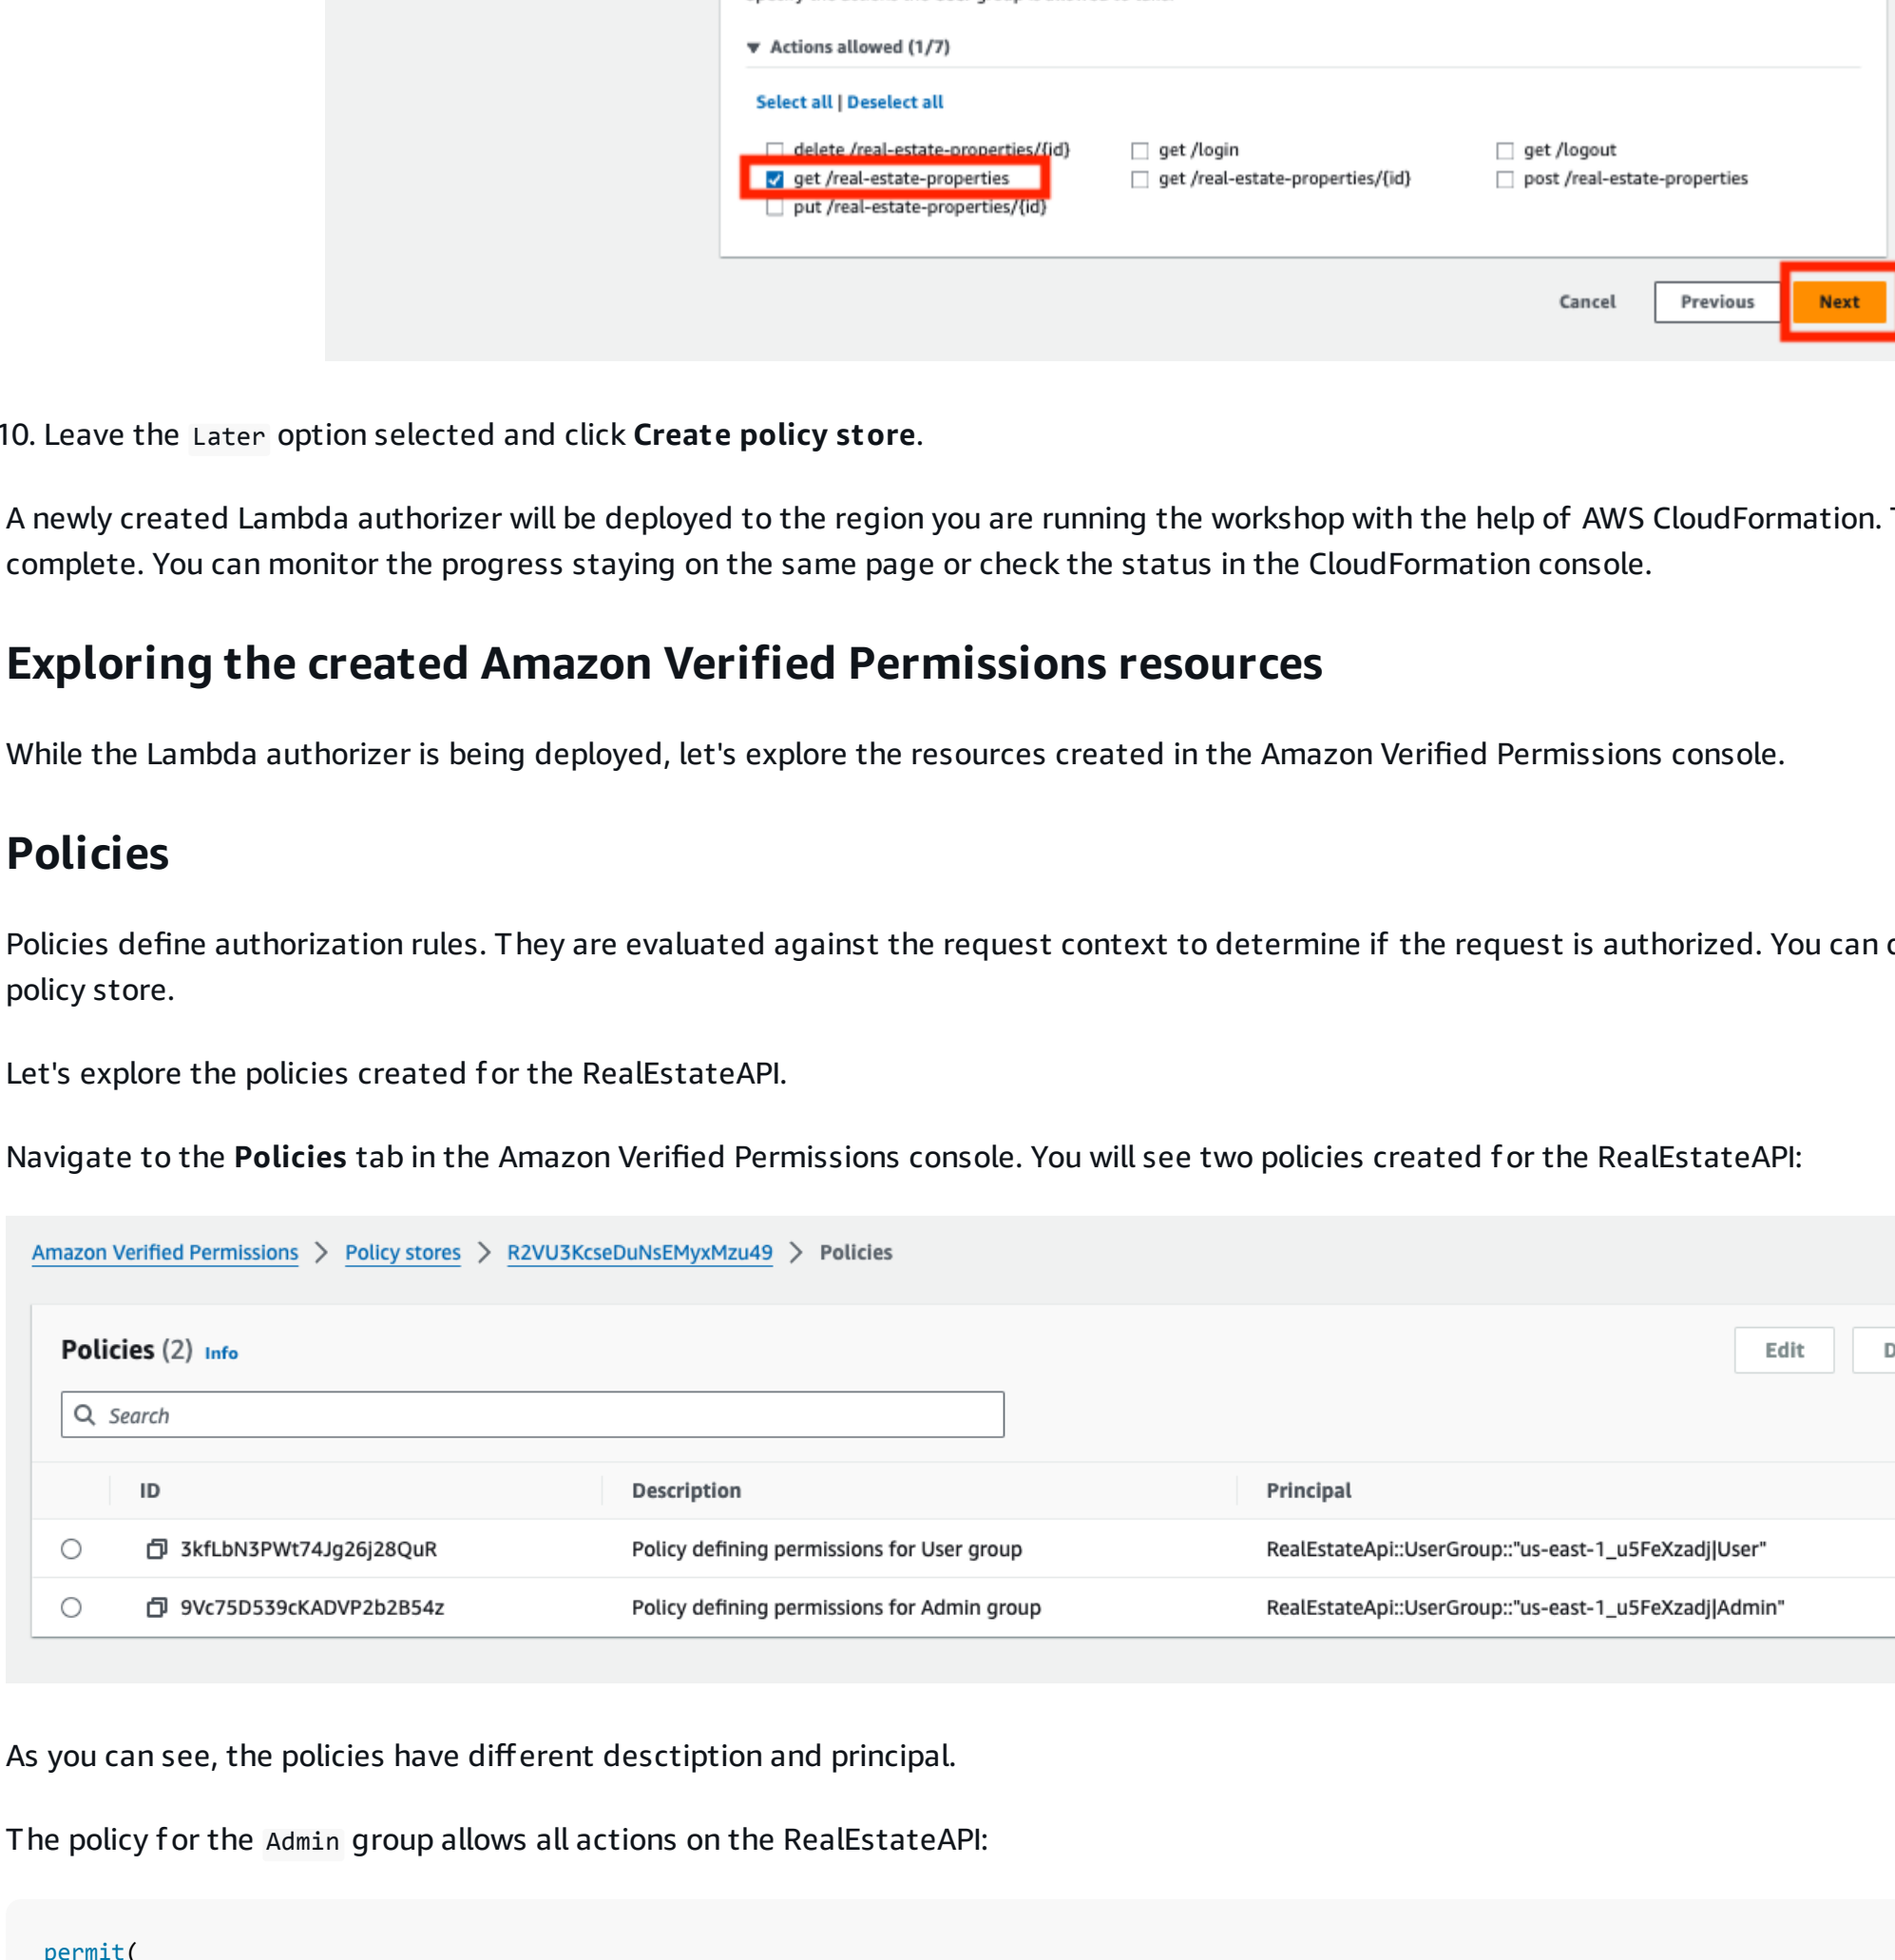 ▼ Actions allowed (1/7)
Select all | Deselect all
delete /real-estate-properties/{id}
get /login
get /logout
get /real-estate-properties
get /real-estate-properties/{id}
post /real-estate-properties
put /real-estate-properties/{id}
Cancel
Previous
Next
10. Leave the Later option selected and click Create policy store.
A newly created Lambda authorizer will be deployed to the region you are running the workshop with the help of AWS CloudFormation.
complete. You can monitor the progress staying on the same page or check the status in the CloudFormation console.
Exploring the created Amazon Verified Permissions resources
While the Lambda authorizer is being deployed, let's explore the resources created in the Amazon Verified Permissions console.
Policies
Policies define authorization rules. They are evaluated against the request context to determine if the request is authorized. You can
policy store.
Let's explore the policies created for the RealEstateAPI.
Navigate to the Policies tab in the Amazon Verified Permissions console. You will see two policies created for the RealEstateAPI:
Amazon Verified Permissions > Policy stores > R2VU3KcseDuNsEMyxMzu49 > Policies
Policies (2) Info
Edit
Search
ID
Description
Principal
3kfLbN3PWt74Jg26j28QuR
Policy defining permissions for User group
RealEstateApi::UserGroup::"us-east-1_u5FeXzadj|User"
9Vc75D539cKADVP2b2B54z
Policy defining permissions for Admin group
RealEstateApi::UserGroup::"us-east-1_u5FeXzadj|Admin"
As you can see, the policies have different desctiption and principal.
The policy for the Admin group allows all actions on the RealEstateAPI:
permit(